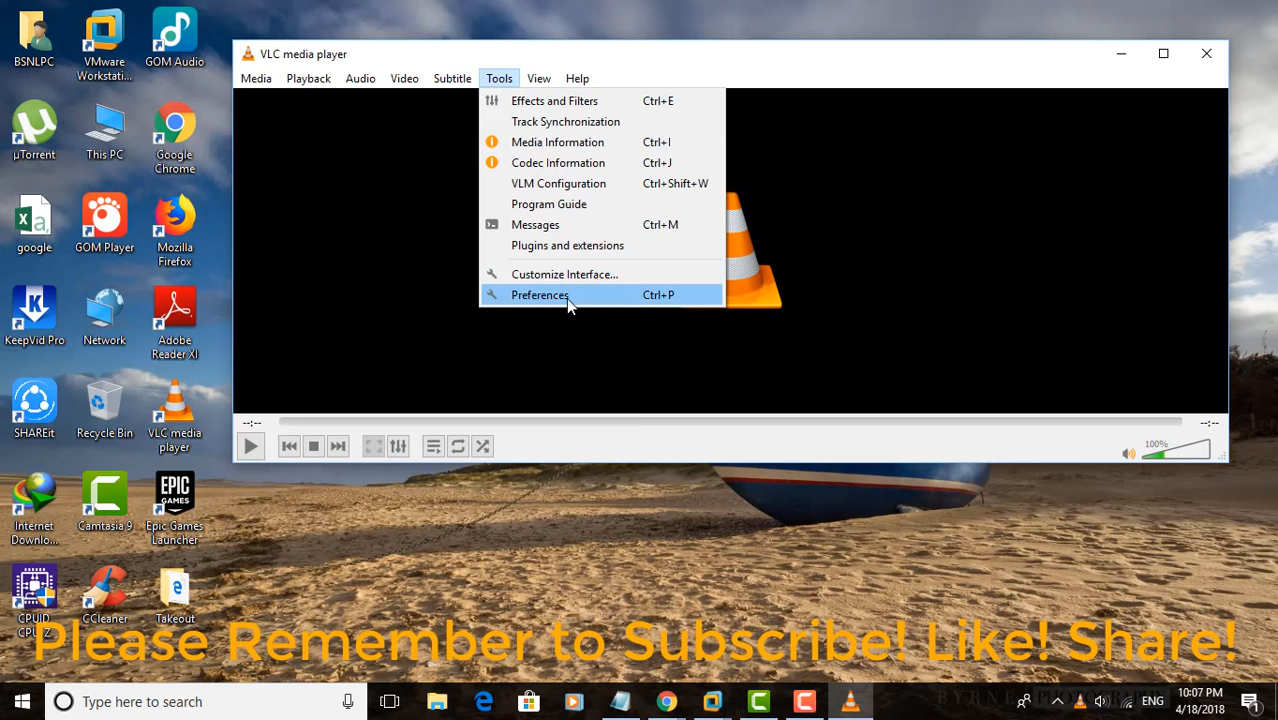 BSNLPC
VMware
Workstati...
GOM Audio
µTorrent
This PC
Google
Chrome
google
GOM Player
Mozilla
Firefox
KeepVid Pro
Network
Adobe
Reader XI
SHAREit
Recycle Bin
VLC media
player
Internet
Downlo...
Camtasia 9
EPIC
GAMES
Epic Games
Launcher
CPUID
CCleaner
Takeout
VLC media player
Media Playback Audio Video Subtitle Tools View Help
Effects and Filters Ctrl+E
Track Synchronization
Media Information Ctrl+I
Codec Information Ctrl+J
VLM Configuration Ctrl+Shift+W
Program Guide
Messages Ctrl+M
Plugins and extensions
Customize Interface...
Preferences Ctrl+P
--:-- --:--
100%
Please Remember to Subscribe! Like! Share!
Type here to search
ENG
10:07 PM
4/18/2018
1